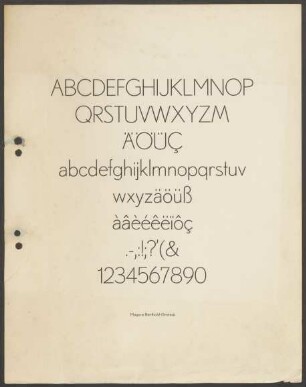 ABCDEFGHIJKLMNOP
QRSTUVWXYZM
ÄÖÜÇ
abcdefghijklmnopqrstuv
wxyzäöüß
àâèéêëïôç
.-,:!;?'(&
1234567890